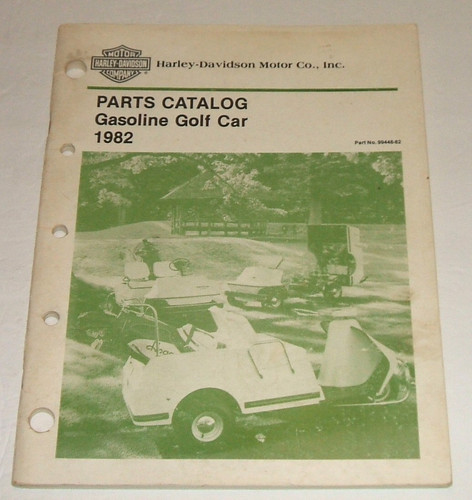 MOTOR
HARLEY-DAVIDSON
COMPANY
Harley-Davidson Motor Co., Inc.
PARTS CATALOG
Gasoline Golf Car
1982
Part No. 99446-82